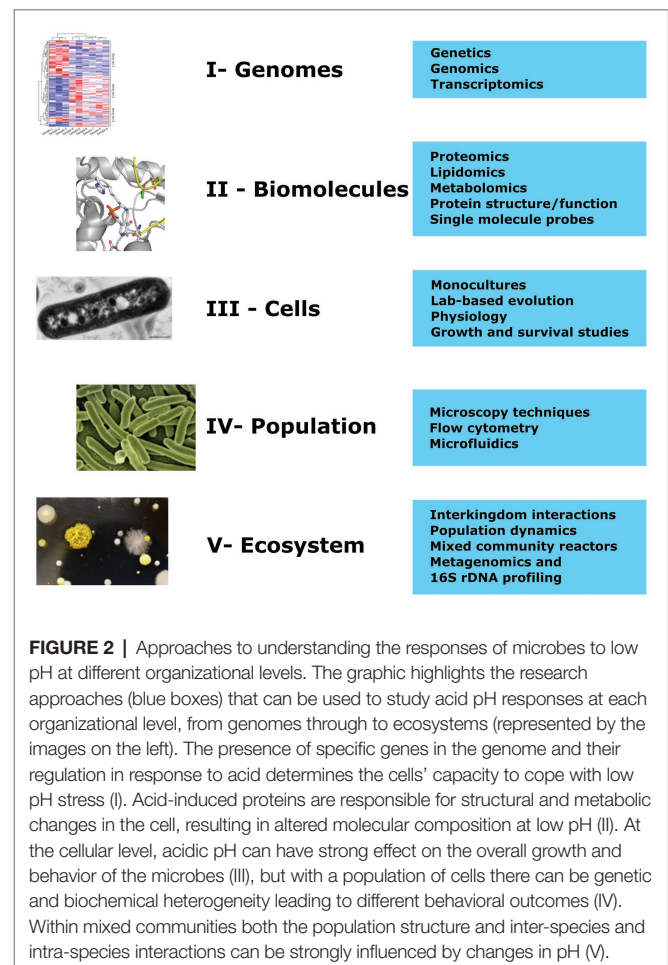 I- Genomes
Genetics
Genomics
Transcriptomics
II - Biomolecules
Proteomics
Lipidomics
Metabolomics
Protein structure/function
Single molecule probes
III - Cells
Monocultures
Lab-based evolution
Physiology
Growth and survival studies
IV- Population
Microscopy techniques
Flow cytometry
Microfluidics
V- Ecosystem
Interkingdom interactions
Population dynamics
Mixed community reactors
Metagenomics and
16S rDNA profiling
FIGURE 2 | Approaches to understanding the responses of microbes to low
pH at different organizational levels. The graphic highlights the research
approaches (blue boxes) that can be used to study acid pH responses at each
organizational level, from genomes through to ecosystems (represented by the
images on the left). The presence of specific genes in the genome and their
regulation in response to acid determines the cells’ capacity to cope with low
pH stress (I). Acid-induced proteins are responsible for structural and metabolic
changes in the cell, resulting in altered molecular composition at low pH (II). At
the cellular level, acidic pH can have strong effect on the overall growth and
behavior of the microbes (III), but with a population of cells there can be genetic
and biochemical heterogeneity leading to different behavioral outcomes (IV).
Within mixed communities both the population structure and inter-species and
intra-species interactions can be strongly influenced by changes in pH (V).